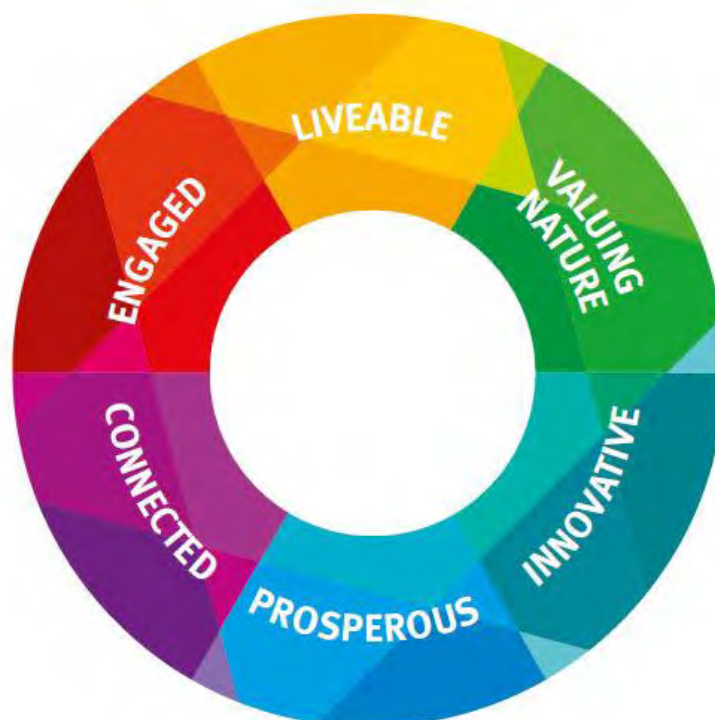 LIVEABLE
VALUING
NATURE
INNOVATIVE
PROSPEROUS
CONNECTED
ENGAGED